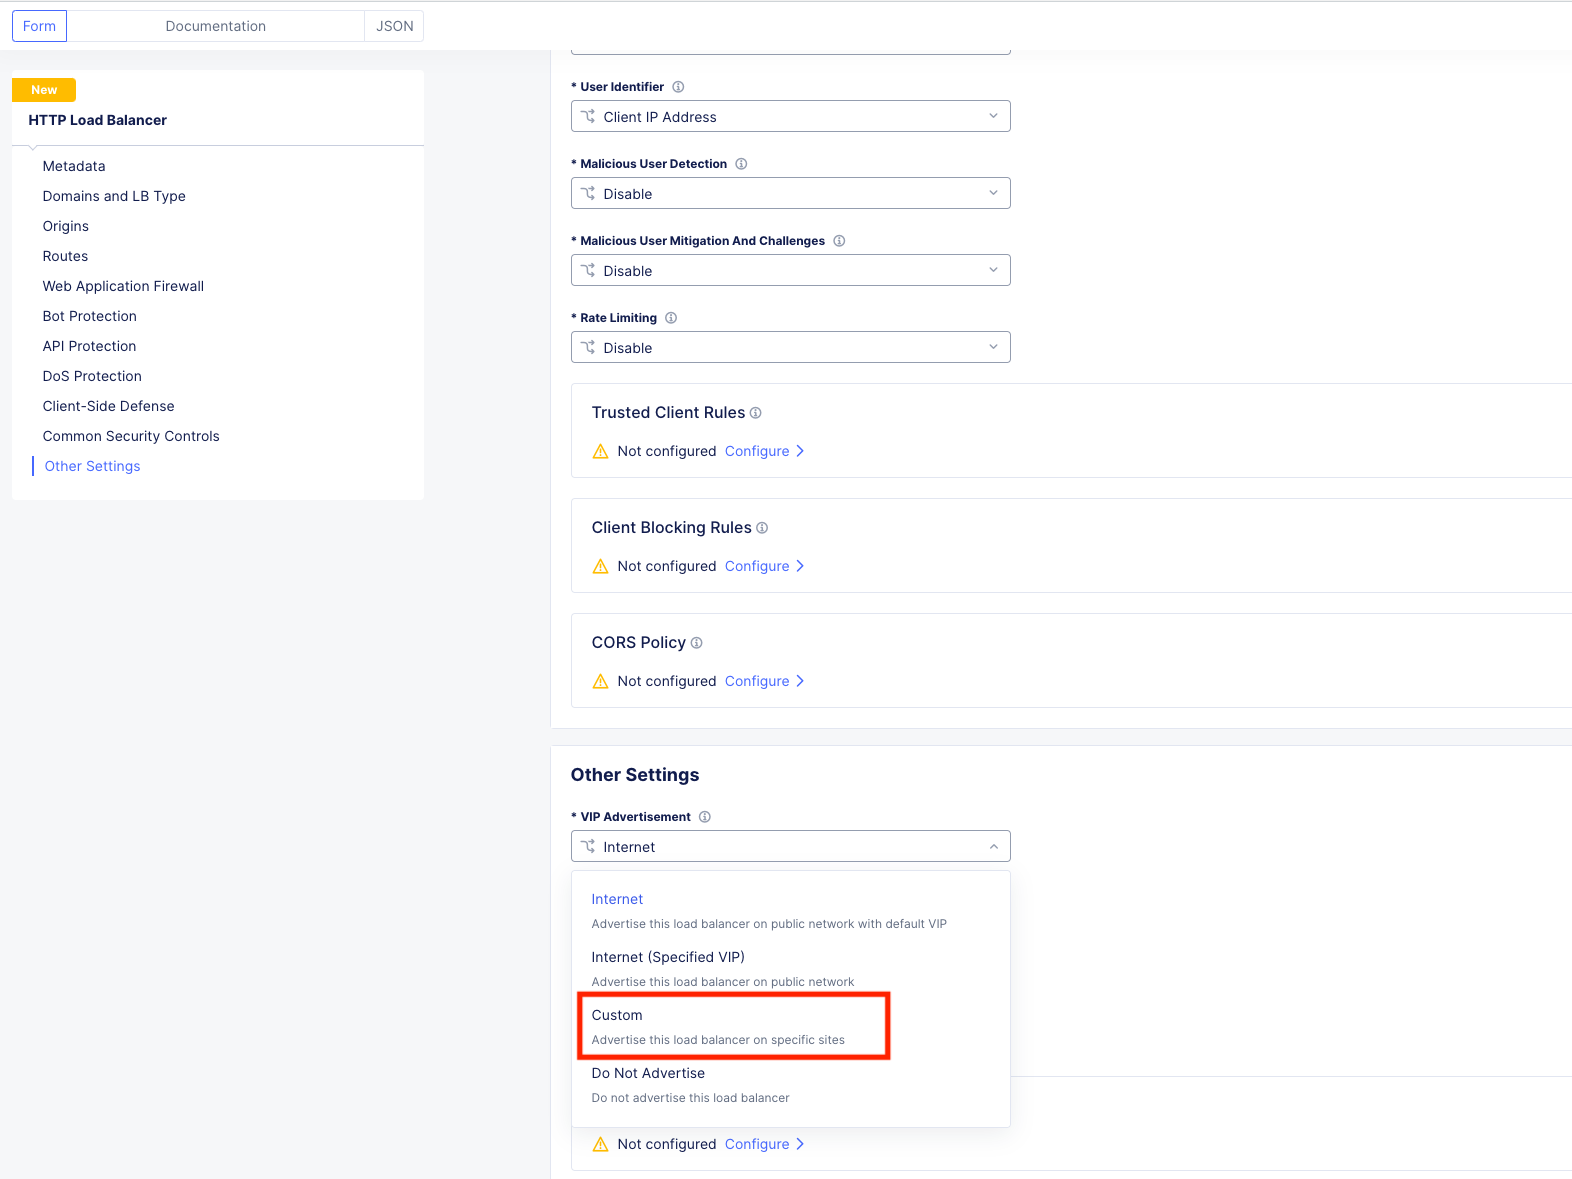 Form
Documentation
JSON
New
HTTP Load Balancer
Metadata
Domains and LB Type
Origins
Routes
Web Application Firewall
Bot Protection
API Protection
DoS Protection
Client-Side Defense
Common Security Controls
Other Settings
* User Identifier
Client IP Address
* Malicious User Detection
Disable
* Malicious User Mitigation And Challenges
Disable
* Rate Limiting
Disable
Trusted Client Rules
Not configured Configure
Client Blocking Rules
Not configured Configure
CORS Policy
Not configured Configure
Other Settings
* VIP Advertisement
Internet
Internet
Advertise this load balancer on public network with default VIP
Internet (Specified VIP)
Advertise this load balancer on public network
Custom
Advertise this load balancer on specific sites
Do Not Advertise
Do not advertise this load balancer
Not configured Configure